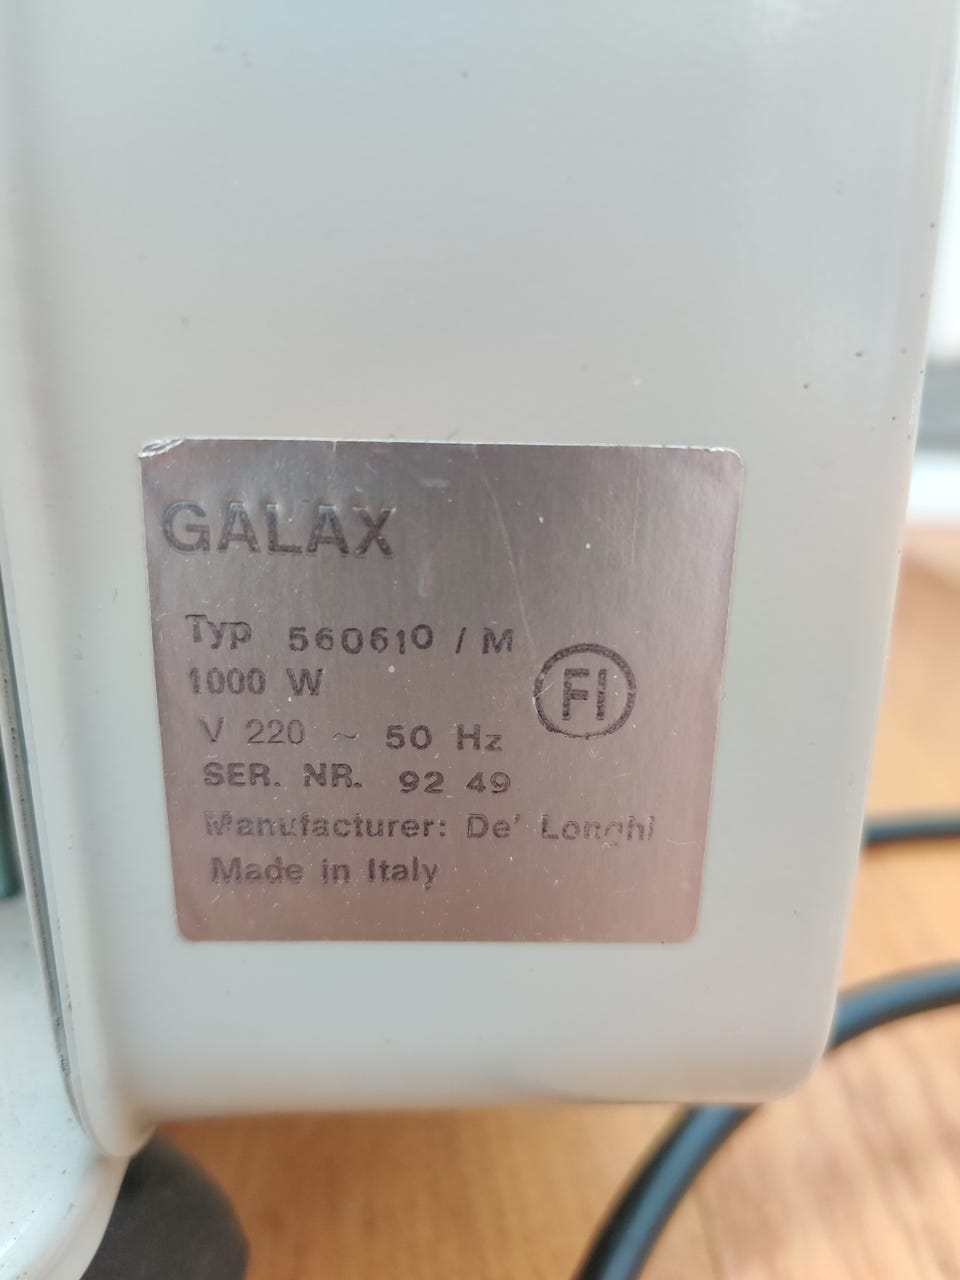 GALAX
Typ 560610 / M
1000 W
FI
V 220 ~ 50 Hz
SER. NR. 92 49
Manufacturer: De' Longhi
Made in Italy